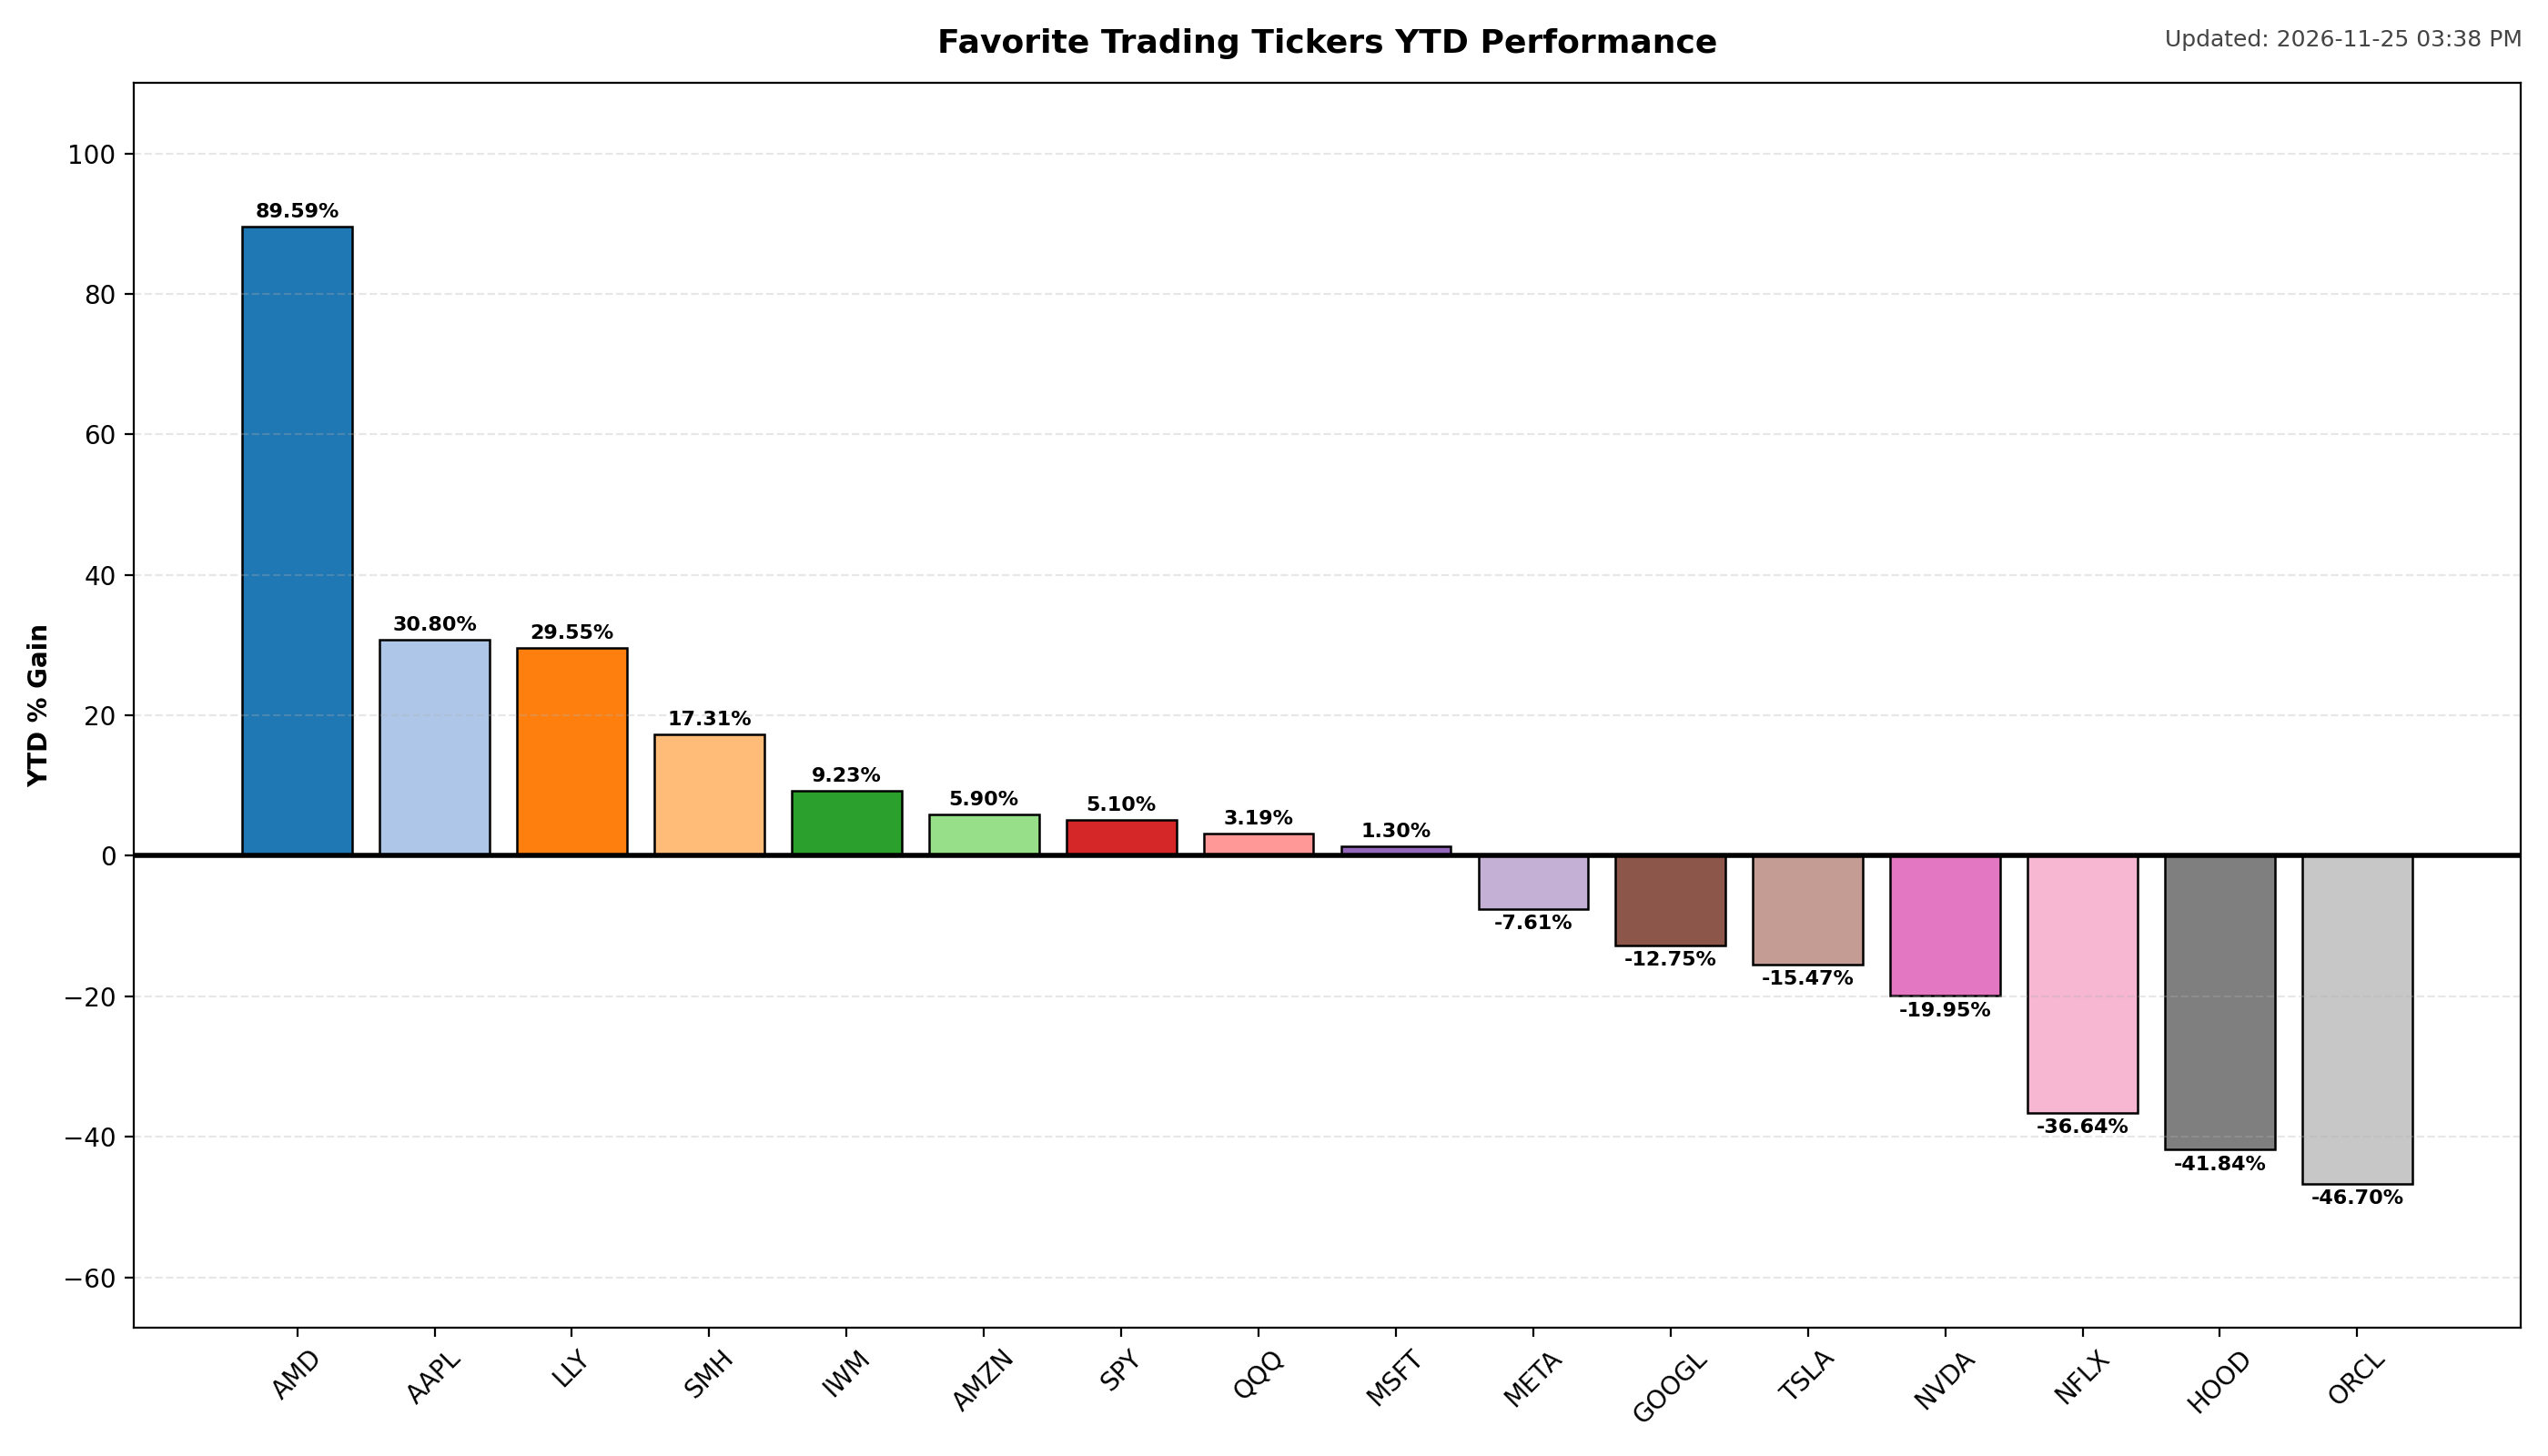 Favorite Trading Tickers YTD Performance
Updated: 2026-11-25 03:38 PM
YTD % Gain
100
80
60
40
20
0
−20
−40
−60
89.59%
30.80%
29.55%
17.31%
9.23%
5.90%
5.10%
3.19%
1.30%
-7.61%
-12.75%
-15.47%
-19.95%
-36.64%
-41.84%
-46.70%
AMD
AAPL
LLY
SMH
IWM
AMZN
SPY
QQQ
MSFT
META
GOOGL
TSLA
NVDA
NFLX
HOOD
ORCL